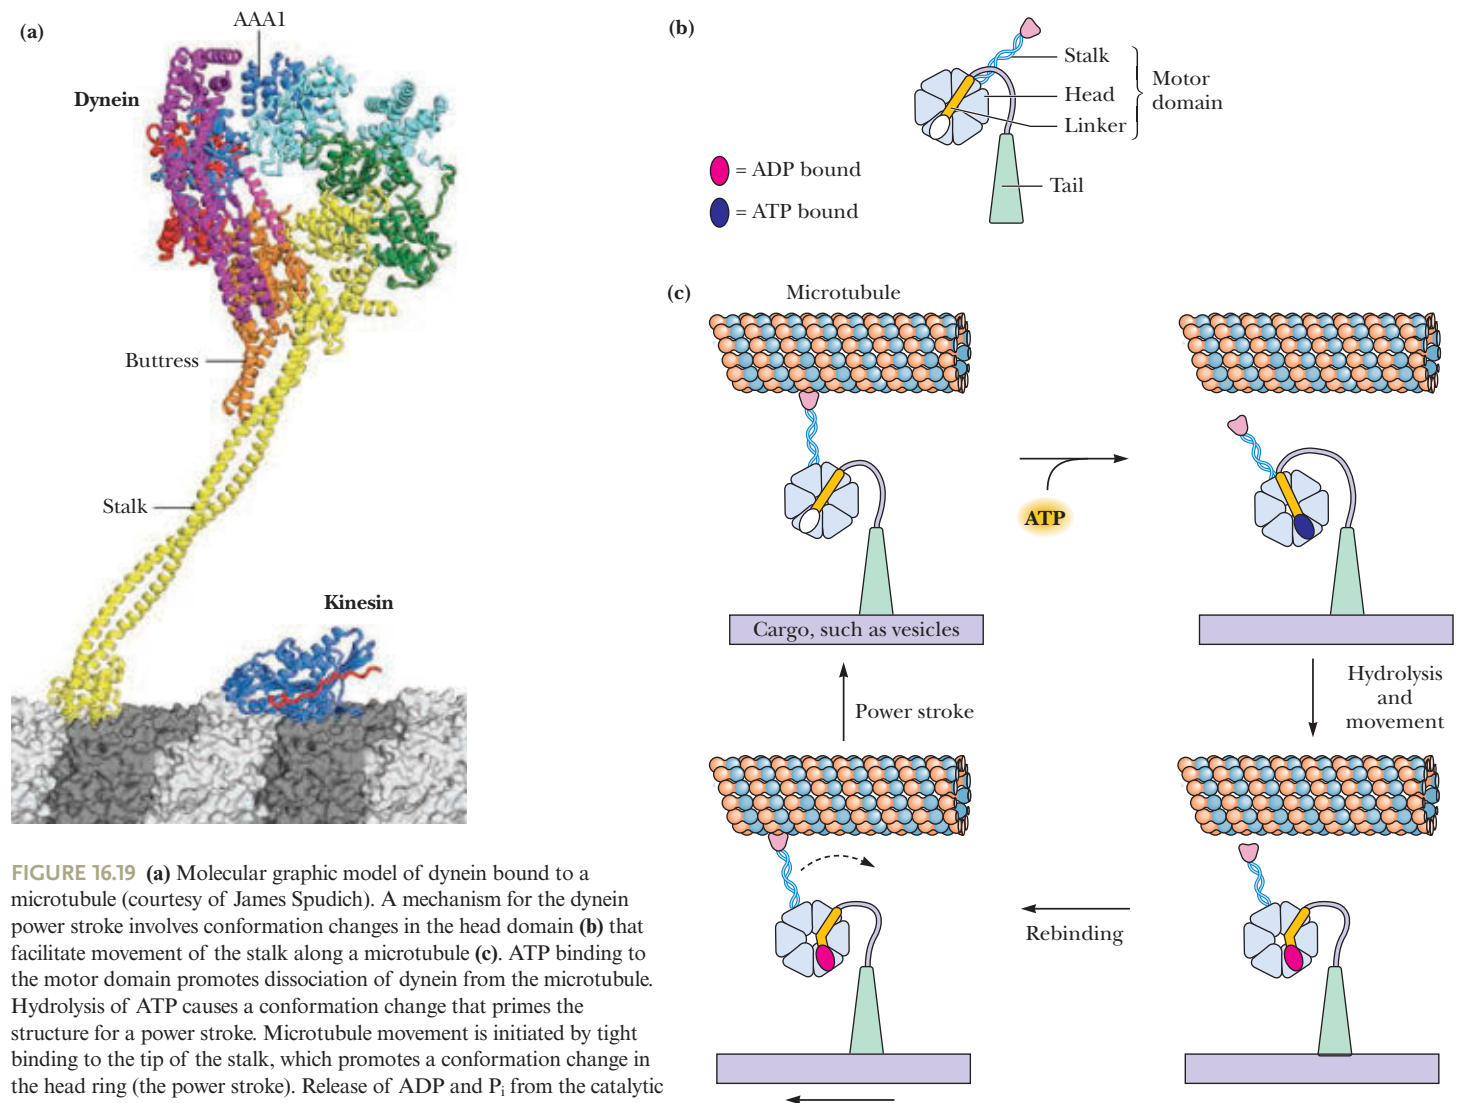 (a)
AAA1
Dynein
Buttress
Stalk
Kinesin
(b)
Stalk
Head
Linker
Motor
domain
Tail
= ADP bound
= ATP bound
(c)
Microtubule
ATP
Cargo, such as vesicles
Hydrolysis
and
movement
Power stroke
Rebinding
FIGURE 16.19 (a) Molecular graphic model of dynein bound to a
microtubule (courtesy of James Spudich). A mechanism for the dynein
power stroke involves conformation changes in the head domain (b) that
facilitate movement of the stalk along a microtubule (c). ATP binding to
the motor domain promotes dissociation of dynein from the microtubule.
Hydrolysis of ATP causes a conformation change that primes the
structure for a power stroke. Microtubule movement is initiated by tight
binding to the tip of the stalk, which promotes a conformation change in
the head ring (the power stroke). Release of ADP and Pi from the catalytic